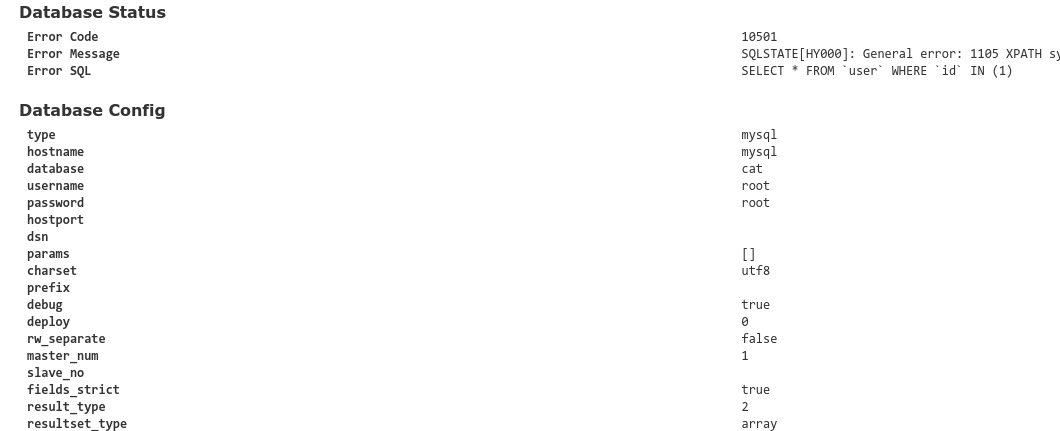 Database Status
Error Code 10501
Error Message SQLSTATE[HY000]: General error: 1105 XPATH
Error SQL SELECT * FROM `user` WHERE `id` IN (1)
Database Config
type mysql
hostname mysql
database cat
username root
password root
hostport
dsn
params []
charset utf8
prefix
debug true
deploy 0
rw_separate false
master_num 1
slave_no
fields_strict true
result_type 2
resultset_type array